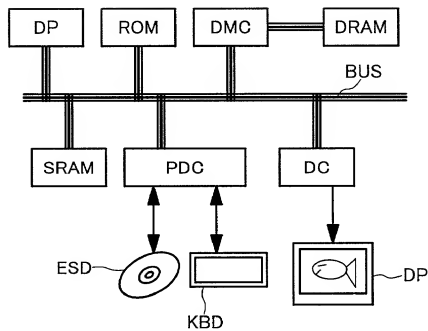 DP ROM DMC DRAM
BUS
SRAM PDC DC
ESD
KBD
DP